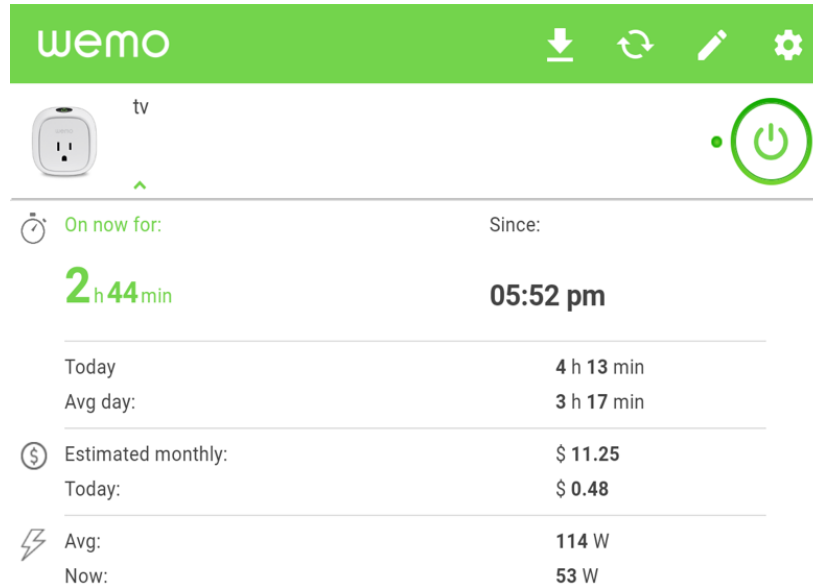 wemo
tv
On now for: Since:
2 h 44 min 05:52 pm
Today 4 h 13 min
Avg day: 3 h 17 min
Estimated monthly: $ 11.25
Today: $ 0.48
Avg: 114 W
Now: 53 W